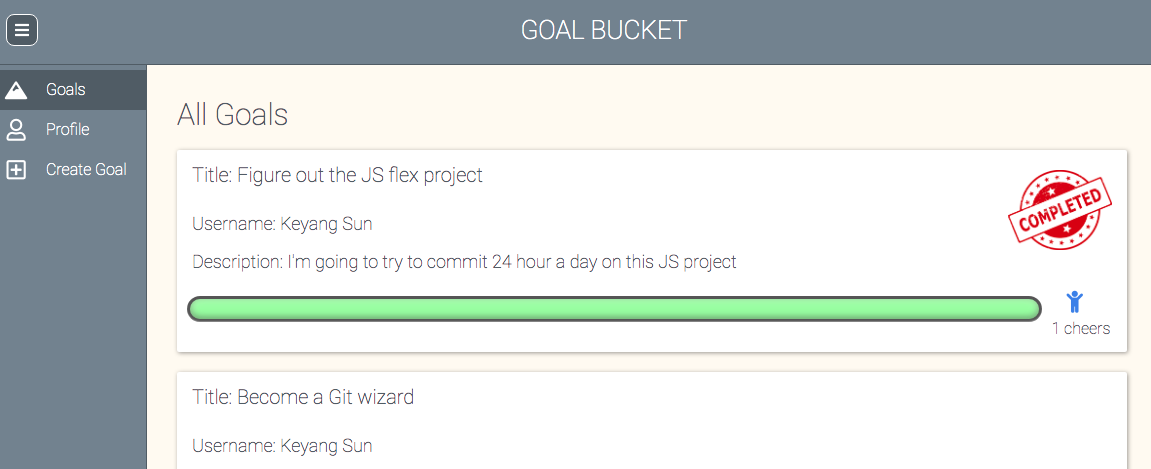 GOAL BUCKET
Goals
Profile
Create Goal
All Goals
Title: Figure out the JS flex project
COMPLETED
Username: Keyang Sun
Description: I'm going to try to commit 24 hour a day on this JS project
1 cheers
Title: Become a Git wizard
Username: Keyang Sun